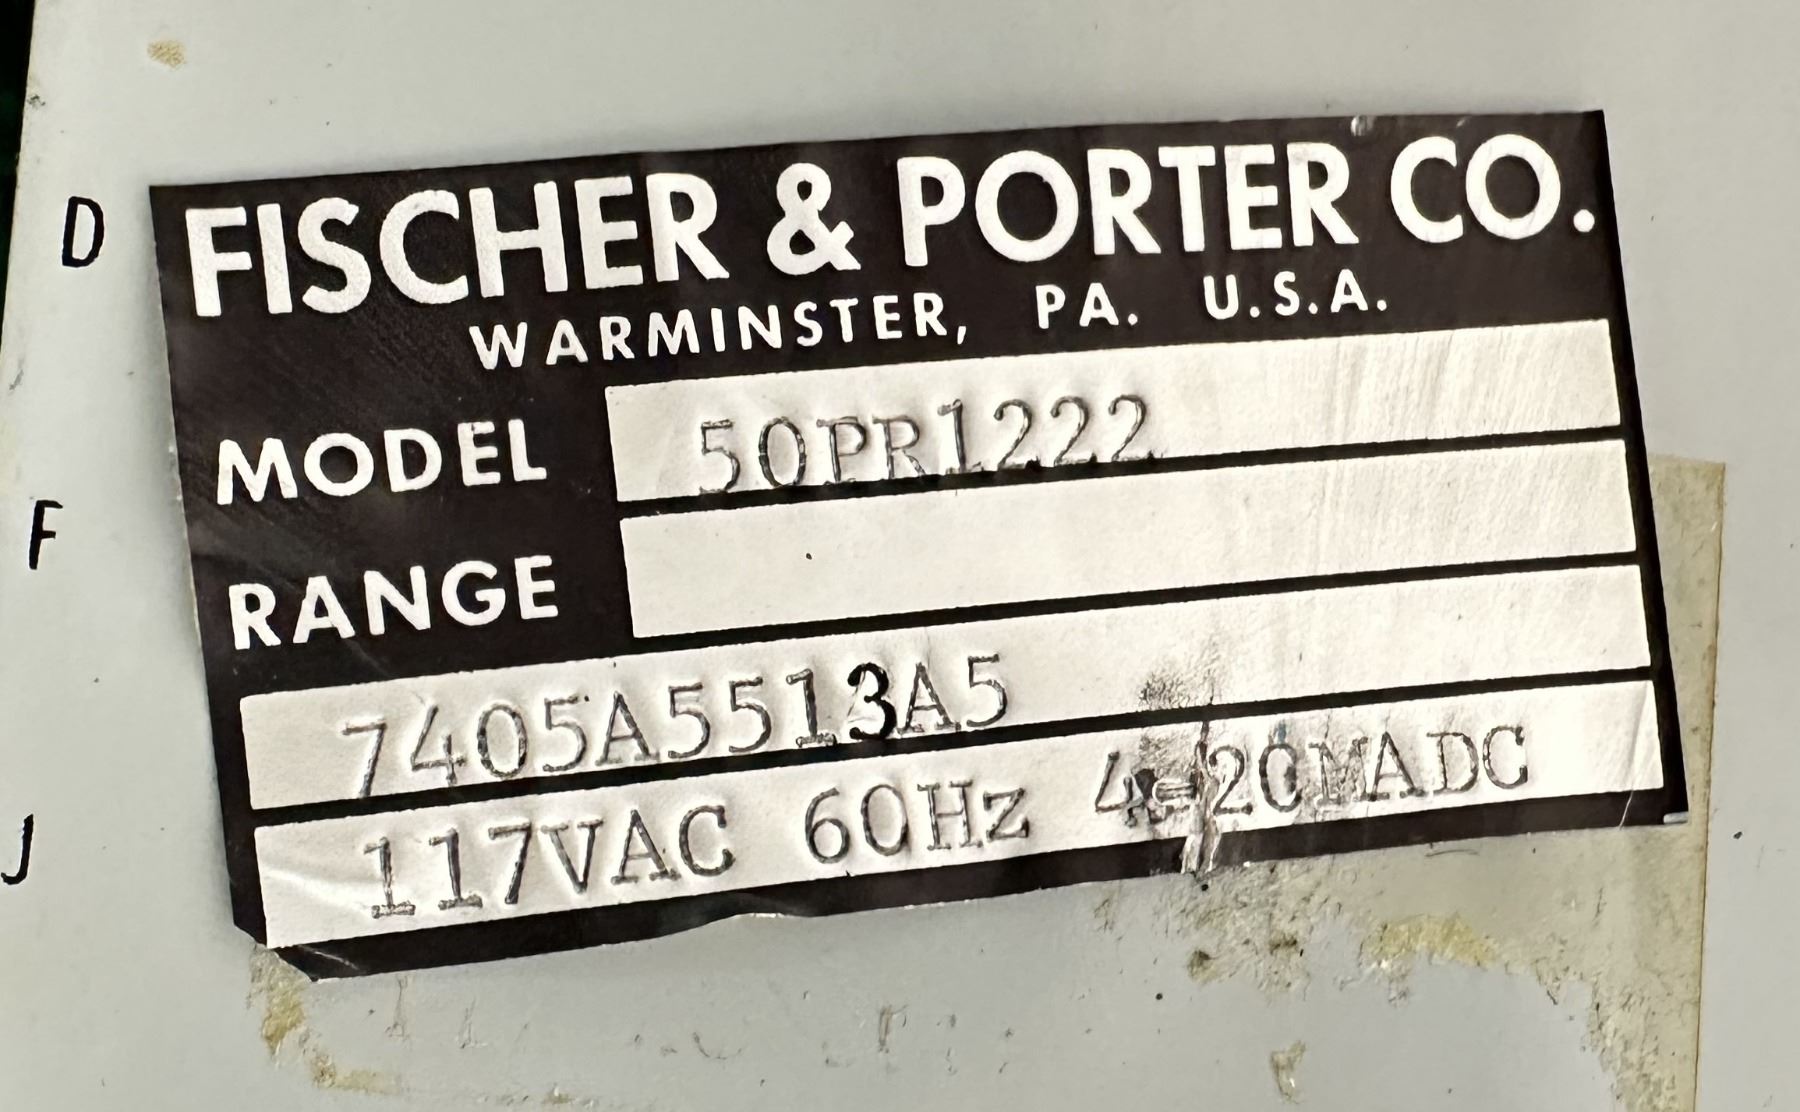 FISCHER & PORTER CO.
WARMINSTER, PA. U.S.A.
D
MODEL 50PR1222
F
RANGE
7405A5513A5
117VAC 60Hz 4-20MADC
J